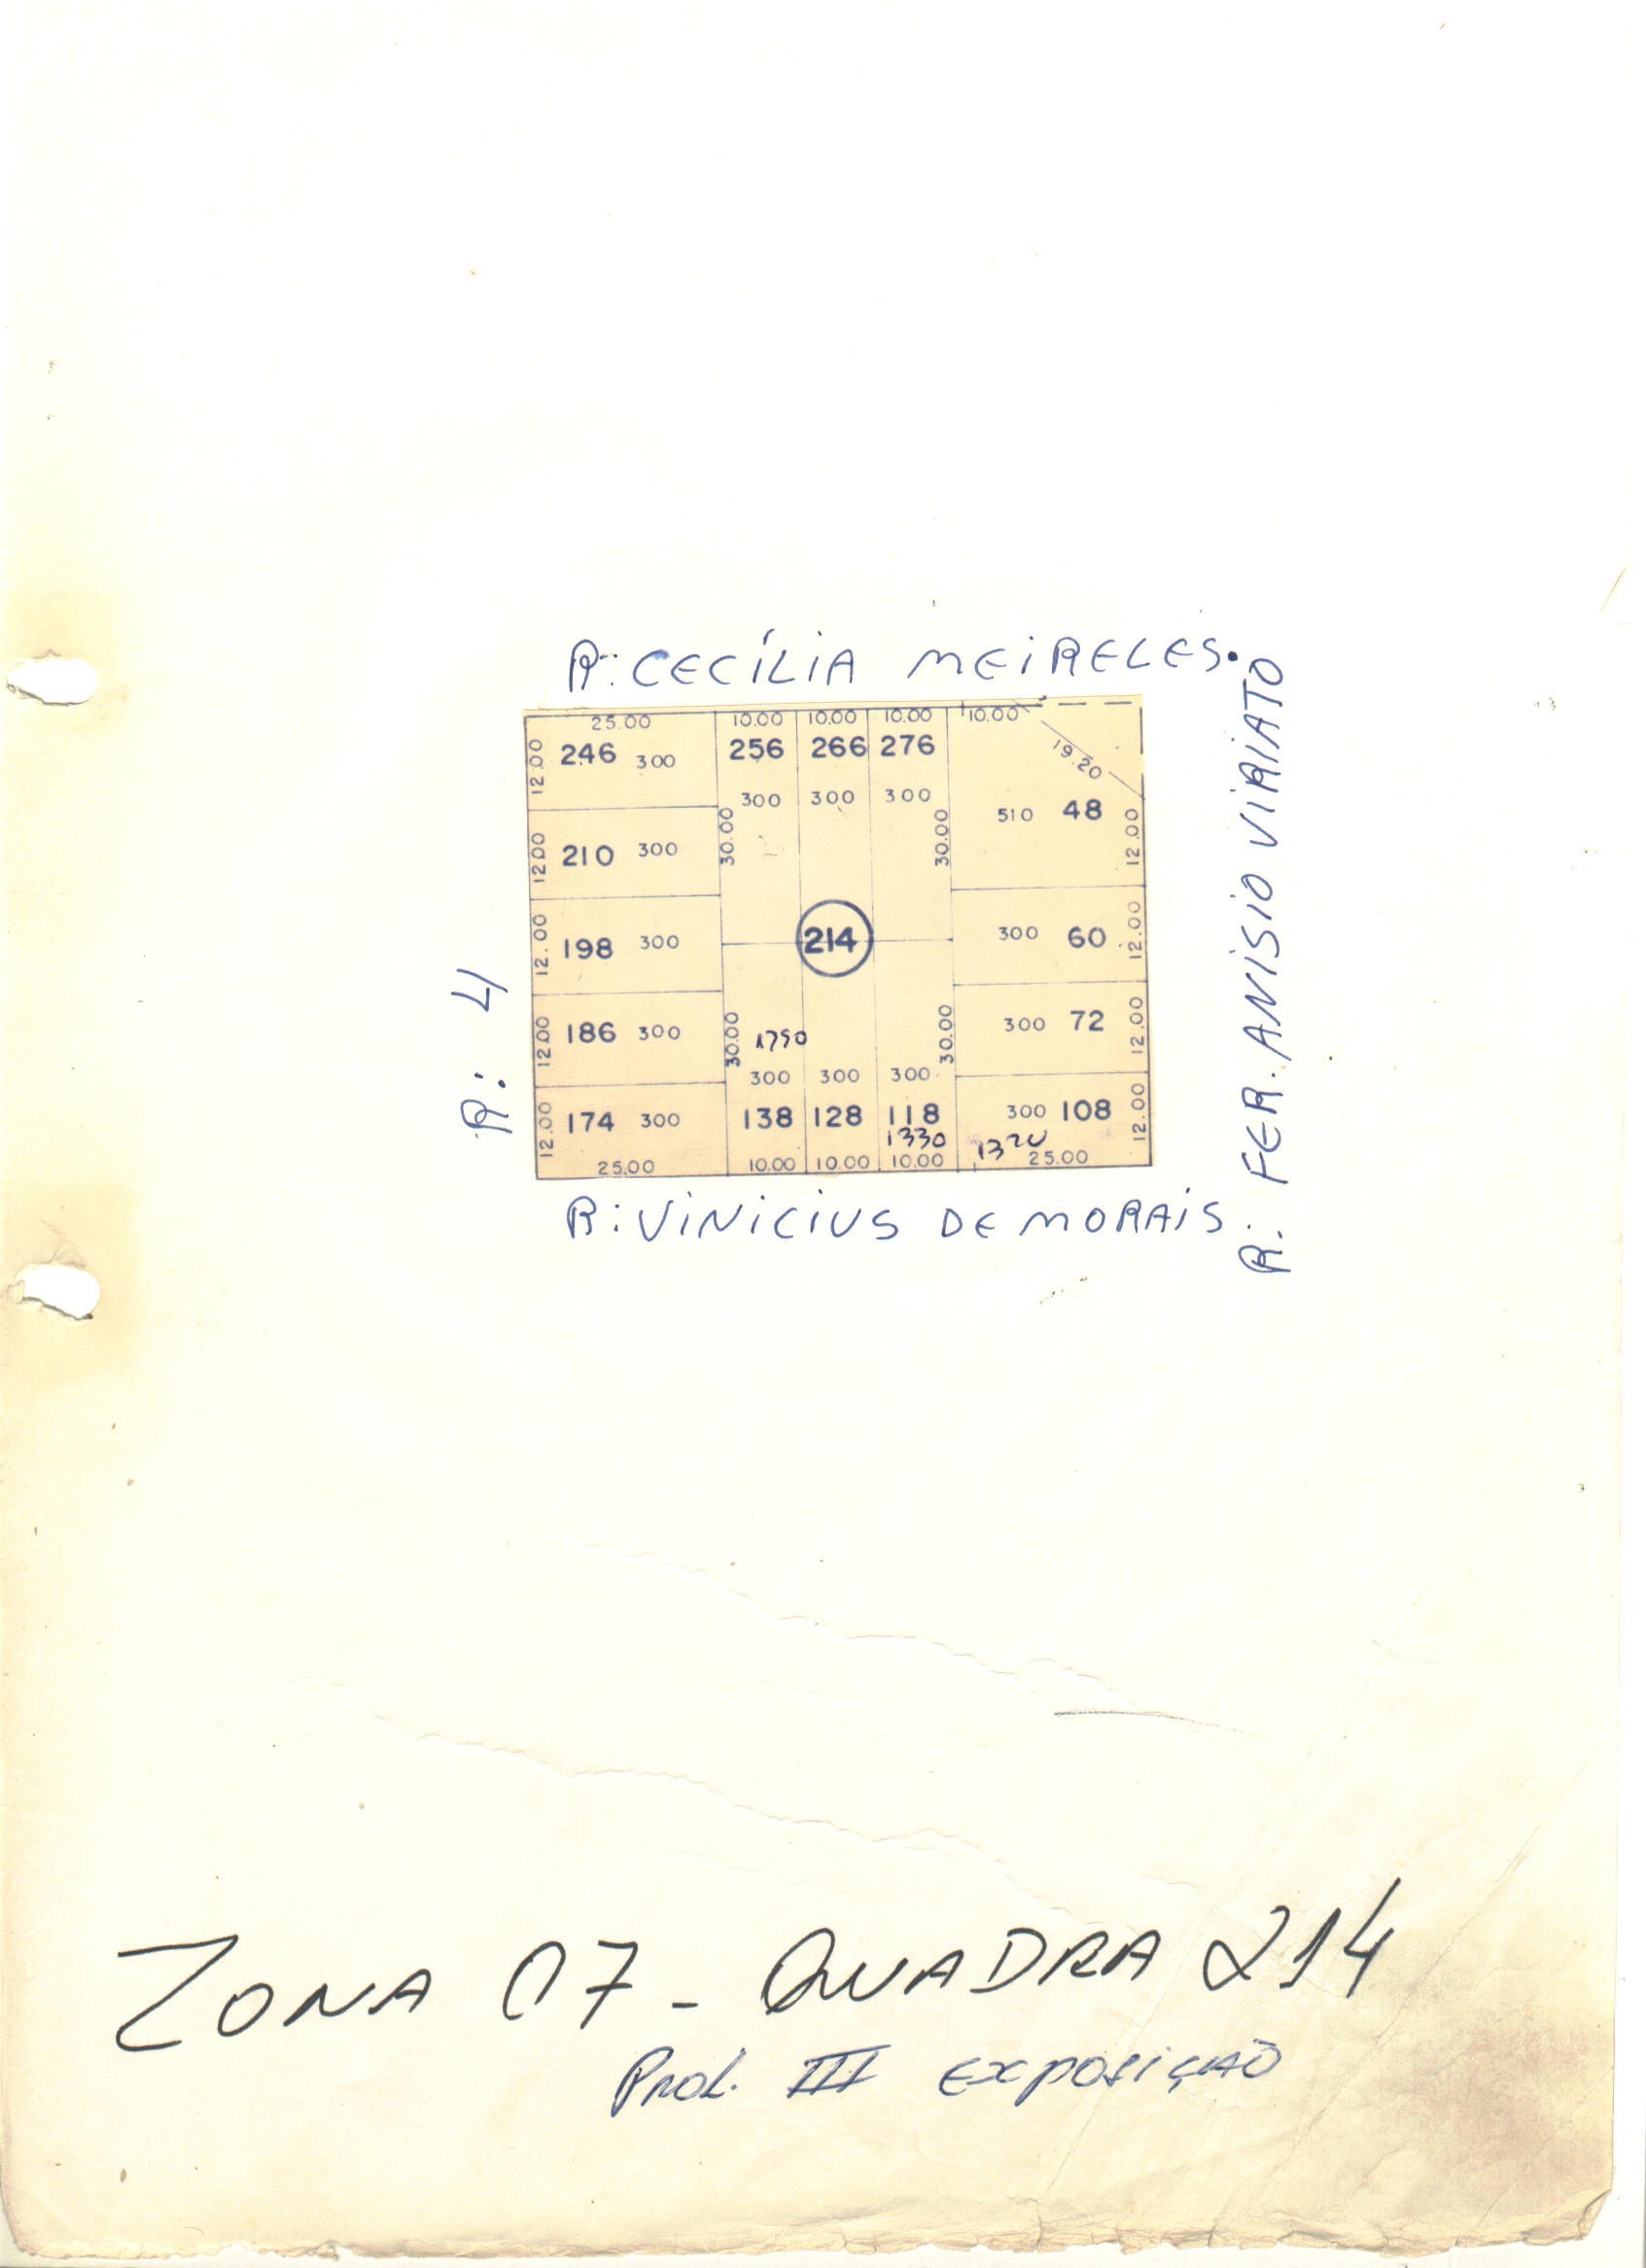 R: CECÍLIA MEIRELES.
25.00 10.00 10.00 10.00 10.00
12.00 246 300 256 266 276 19.20
300 300 300
510 48 12.00
12.00 210 300 30.00 30.00
12.00 198 300 214 300 60 12.00
12.00 186 300 30.00 30.00 300 72 12.00
300 300 300
12.00 174 300 138 128 118 300 108 12.00
1330 1320
25.00 10.00 10.00 10.00 25.00
R: 4
R. FER. ANISIO VIRIATO
R: VINICIUS DE MORAIS
ZONA 07 - QUADRA 214
Prol. III EXPOSIÇÃO